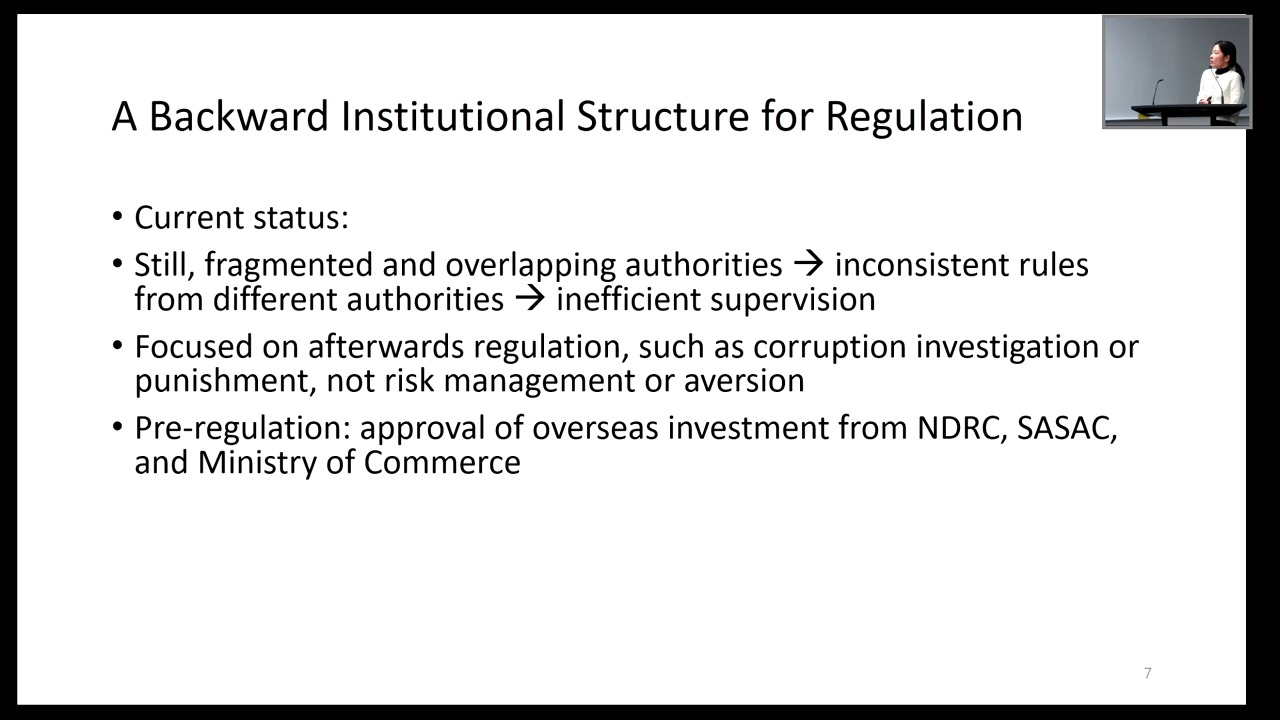 A Backward Institutional Structure for Regulation
• Current status:
• Still, fragmented and overlapping authorities → inconsistent rules
from different authorities → inefficient supervision
• Focused on afterwards regulation, such as corruption investigation or
punishment, not risk management or aversion
• Pre-regulation: approval of overseas investment from NDRC, SASAC,
and Ministry of Commerce
7